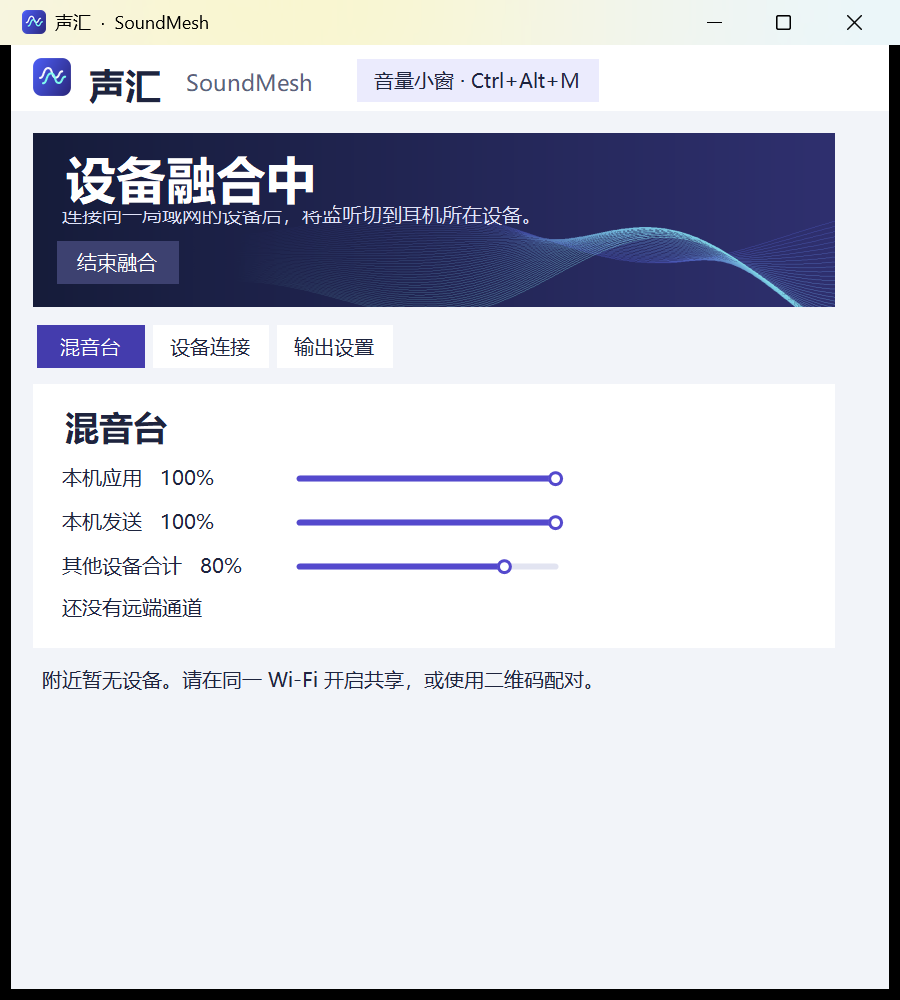 声汇 · SoundMesh
声汇 SoundMesh 音量小窗 · Ctrl+Alt+M
设备融合中
连接同一局域网的设备后，将监听切到耳机所在设备。
结束融合
混音台 设备连接 输出设置
混音台
本机应用 100%
本机发送 100%
其他设备合计 80%
还没有远端通道
附近暂无设备。请在同一 Wi-Fi 开启共享，或使用二维码配对。